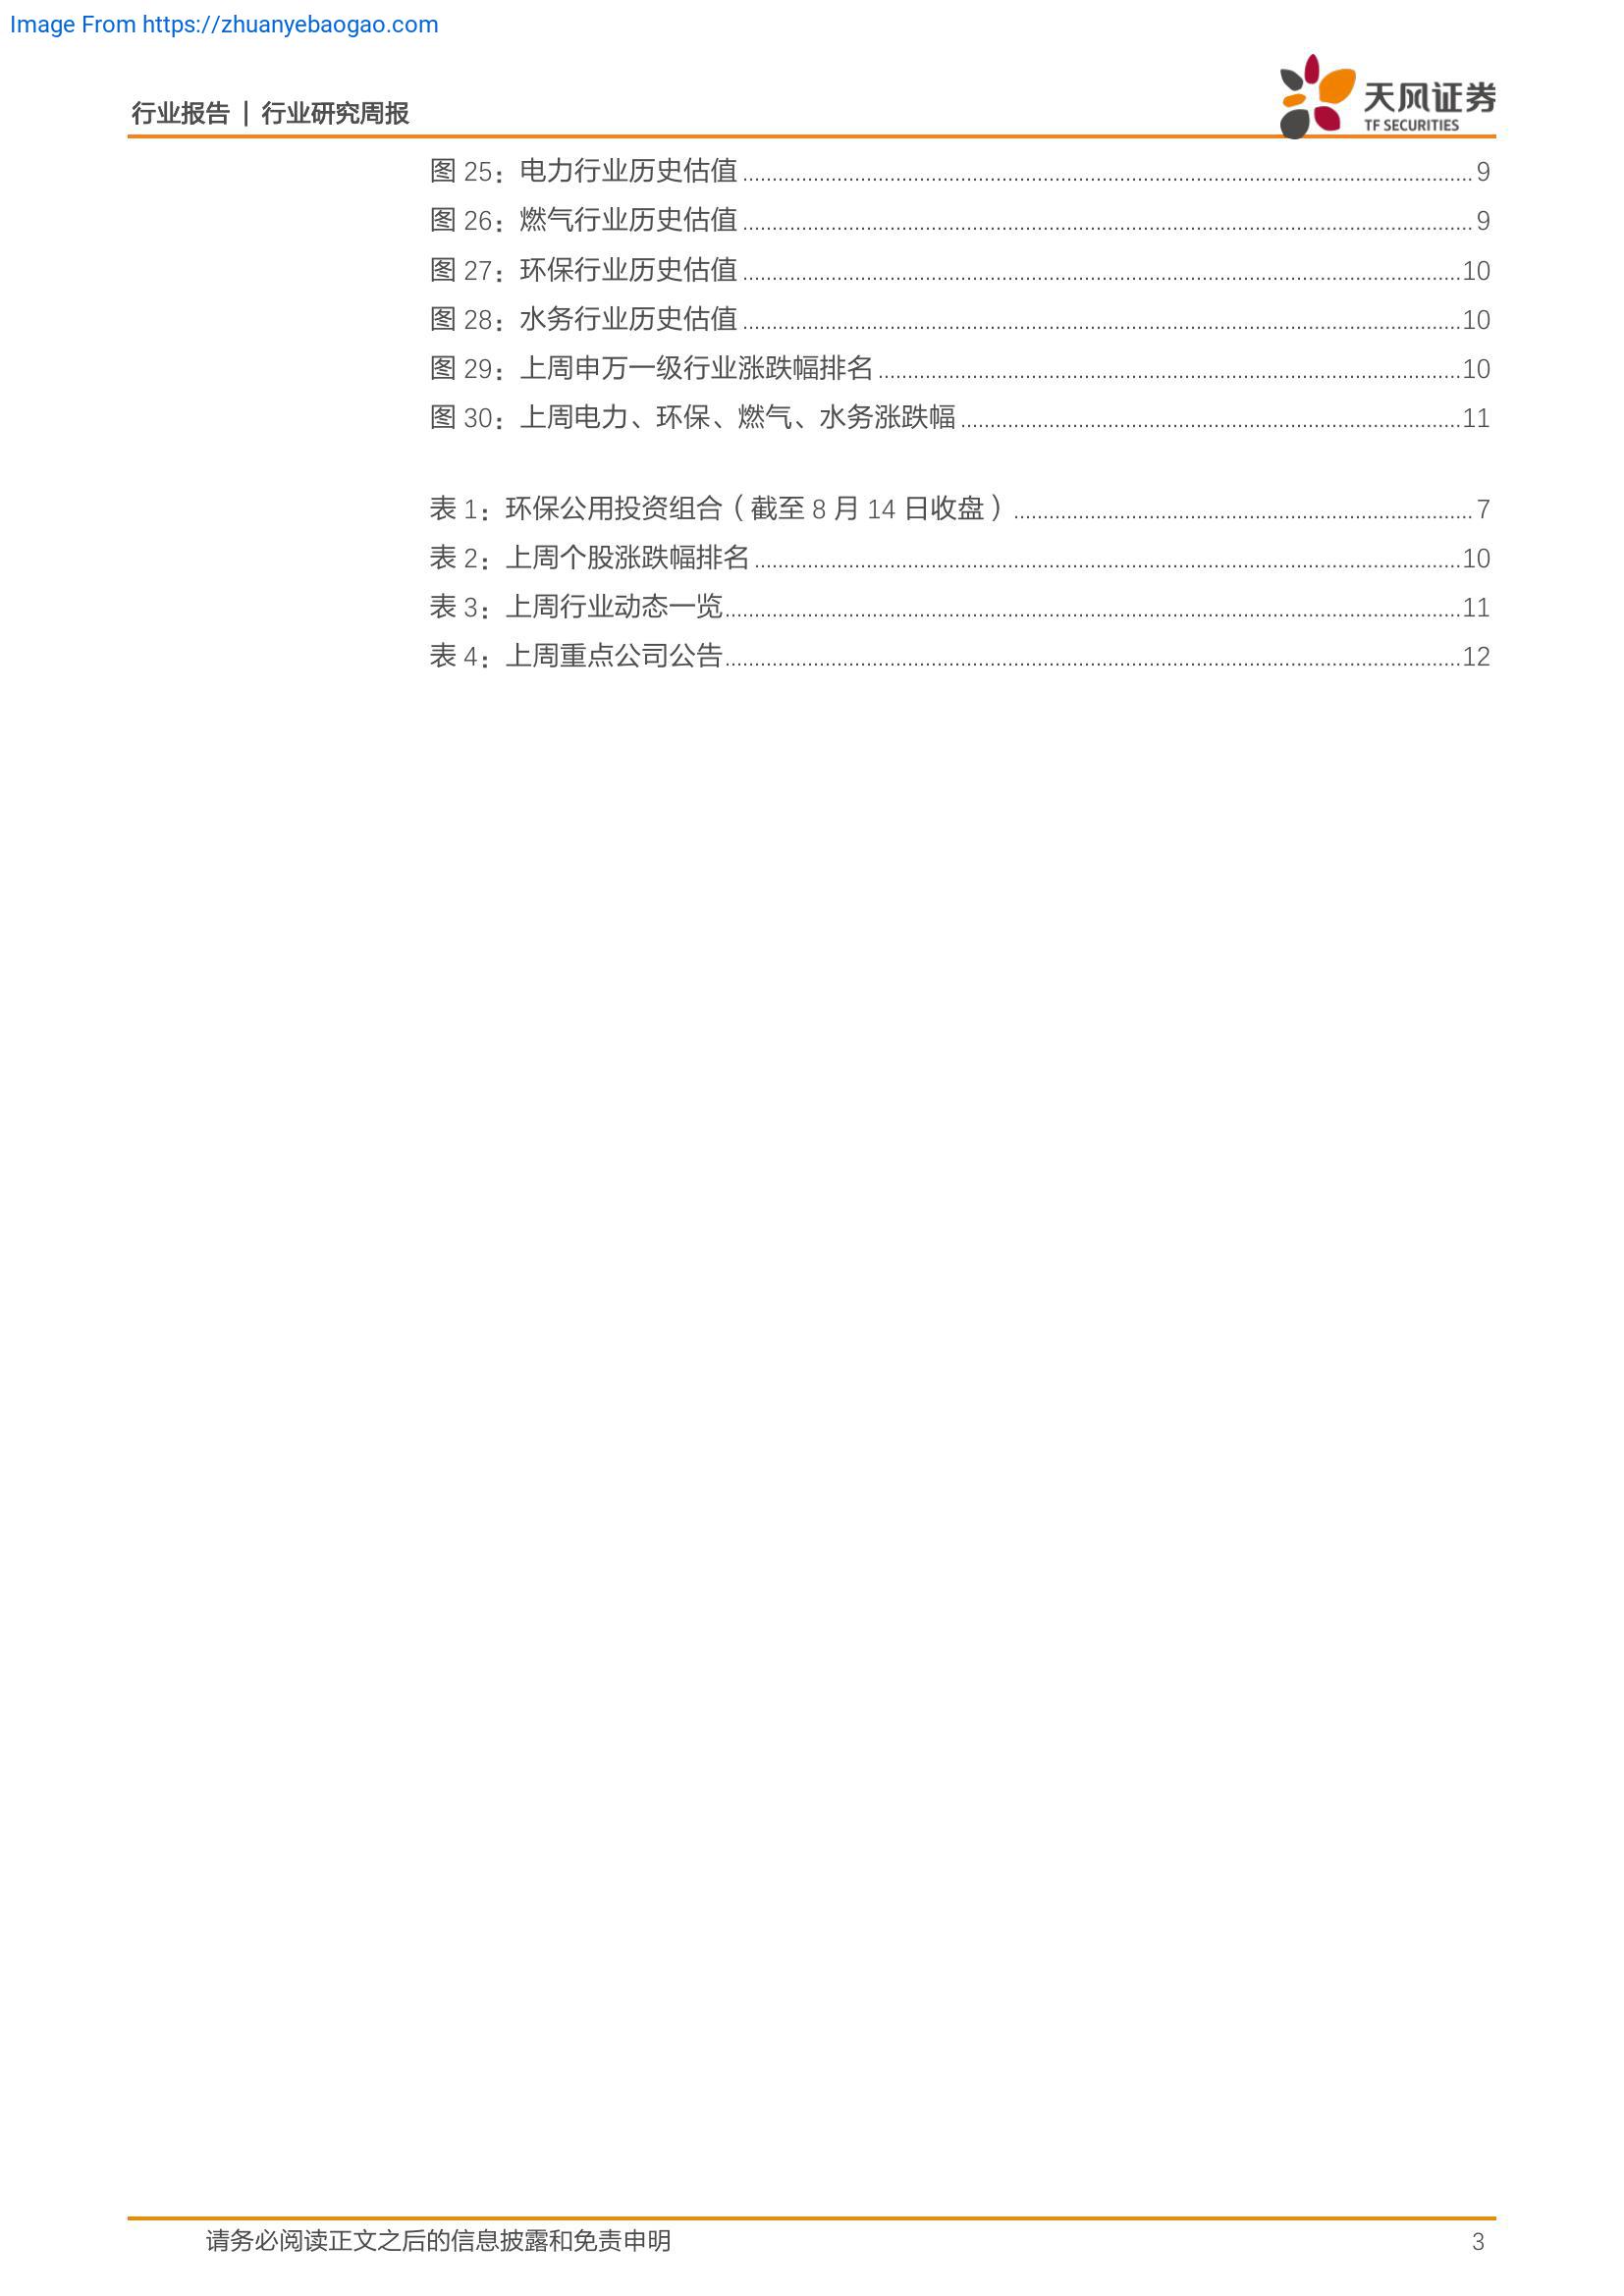 Image From https://zhuanyebaogao.com
行业报告 | 行业研究周报
天风证券
TF SECURITIES
图 25：电力行业历史估值 9
图 26：燃气行业历史估值 9
图 27：环保行业历史估值 10
图 28：水务行业历史估值 10
图 29：上周申万一级行业涨跌幅排名 10
图 30：上周电力、环保、燃气、水务涨跌幅 11
表 1：环保公用投资组合（截至 8 月 14 日收盘） 7
表 2：上周个股涨跌幅排名 10
表 3：上周行业动态一览 11
表 4：上周重点公司公告 12
请务必阅读正文之后的信息披露和免责申明 3